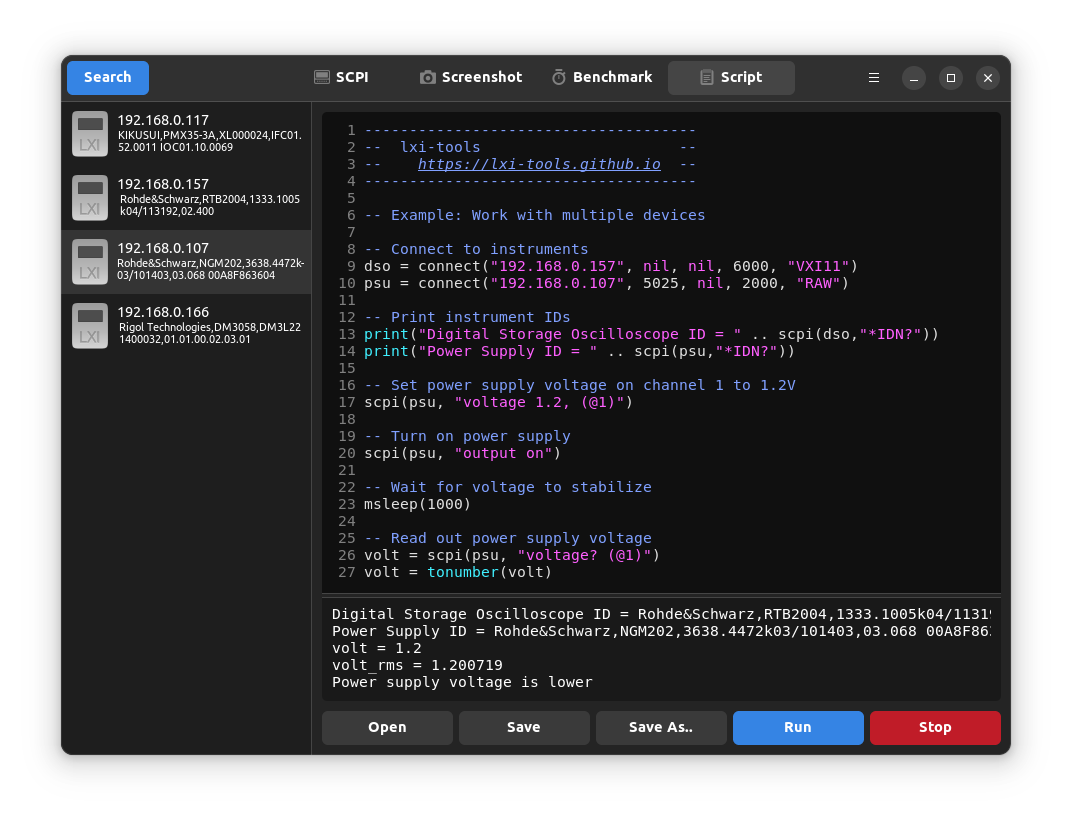 Search
SCPI
Screenshot
Benchmark
Script
192.168.0.117
KIKUSUI,PMX35-3A,XL000024,IFC01.
52.0011 IOC01.10.0069
LXI
192.168.0.157
Rohde&Schwarz,RTB2004,1333.1005
k04/113192,02.400
LXI
192.168.0.107
Rohde&Schwarz,NGM202,3638.4472k-
03/101403,03.068 00A8F863604
LXI
192.168.0.166
Rigol Technologies,DM3058,DM3L22
1400032,01.01.00.02.03.01
LXI
1 -------------------------------------
2 --  lxi-tools                      --
3 --    https://lxi-tools.github.io  --
4 -------------------------------------
5
6 -- Example: Work with multiple devices
7
8 -- Connect to instruments
9 dso = connect("192.168.0.157", nil, nil, 6000, "VXI11")
10 psu = connect("192.168.0.107", 5025, nil, 2000, "RAW")
11
12 -- Print instrument IDs
13 print("Digital Storage Oscilloscope ID = " .. scpi(dso,"*IDN?"))
14 print("Power Supply ID = " .. scpi(psu,"*IDN?"))
15
16 -- Set power supply voltage on channel 1 to 1.2V
17 scpi(psu, "voltage 1.2, (@1)")
18
19 -- Turn on power supply
20 scpi(psu, "output on")
21
22 -- Wait for voltage to stabilize
23 msleep(1000)
24
25 -- Read out power supply voltage
26 volt = scpi(psu, "voltage? (@1)")
27 volt = tonumber(volt)
Digital Storage Oscilloscope ID = Rohde&Schwarz,RTB2004,1333.1005k04/11319
Power Supply ID = Rohde&Schwarz,NGM202,3638.4472k03/101403,03.068 00A8F863
volt = 1.2
volt_rms = 1.200719
Power supply voltage is lower
Open
Save
Save As..
Run
Stop